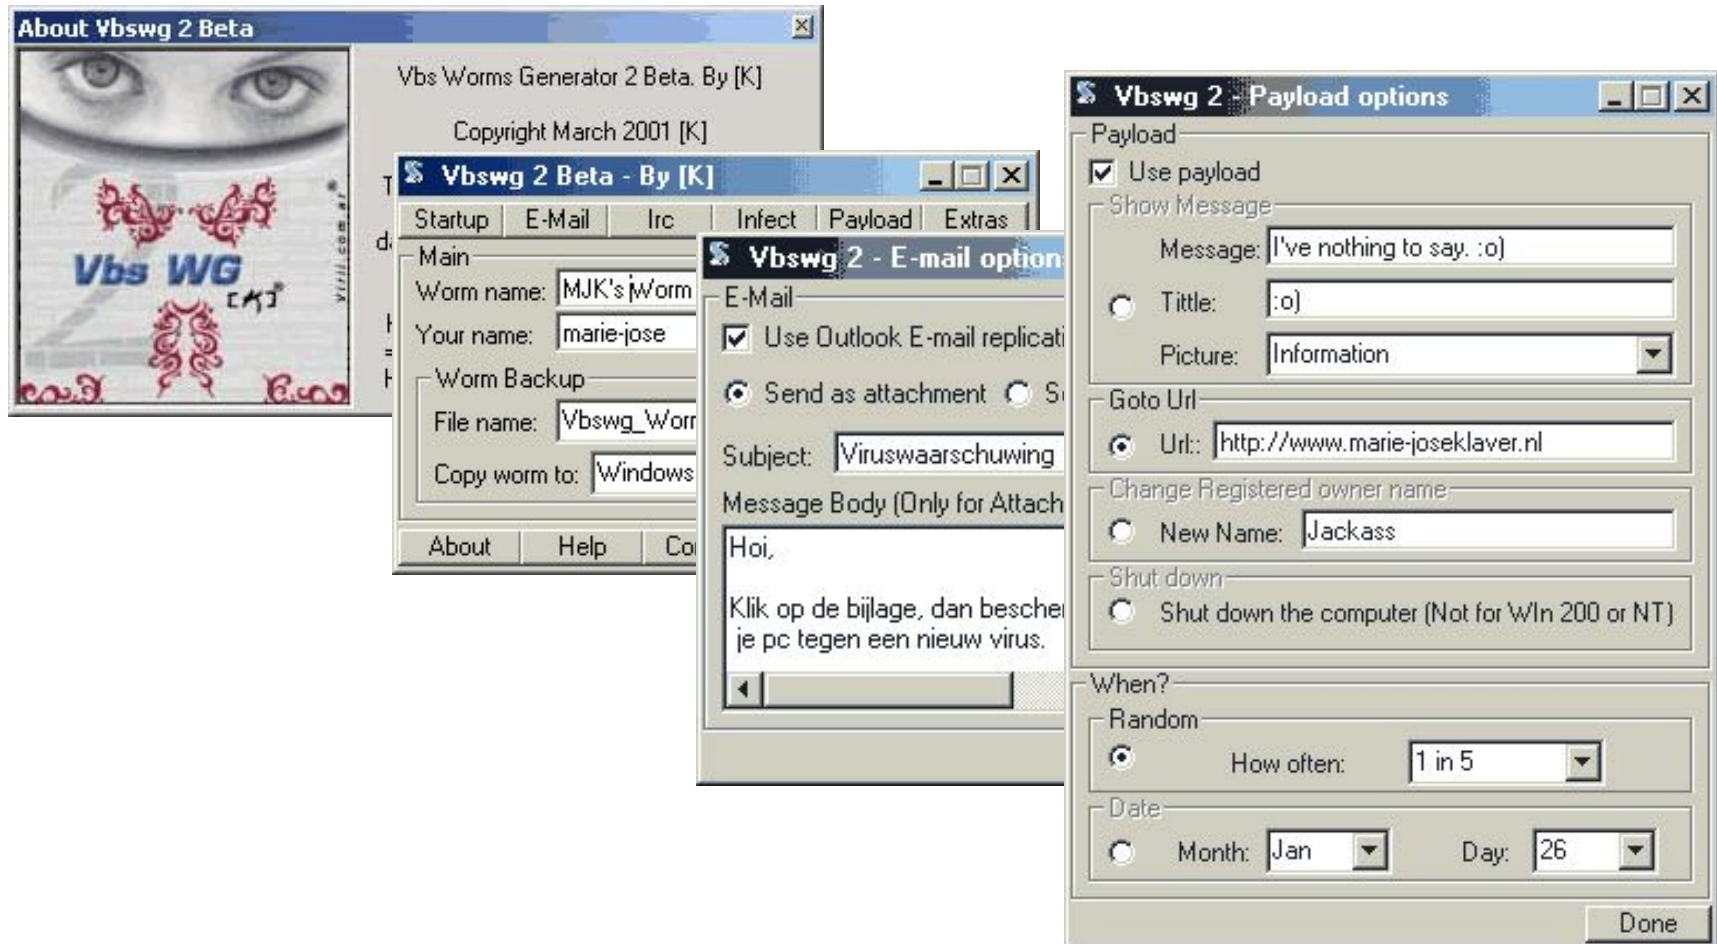 About Vbswg 2 Beta
Vbs Worms Generator 2 Beta. By [K]
Copyright March 2001 [K]
Vbs WG
[K]®
Vbswg 2 Beta - By [K]
Startup E-Mail Irc Infect Payload Extras
Main
Worm name: MJK's Worm
Your name: marie-jose
Worm Backup
File name: Vbswg_Worm
Copy worm to: Windows
About Help
Vbswg 2 - E-mail option
E-Mail
Use Outlook E-mail replicati
Send as attachment
Subject: Viruswaarschuwing
Message Body (Only for Attach
Hoi,
Klik op de bijlage, dan bescher
je pc tegen een nieuw virus.
Vbswg 2 - Payload options
Payload
Use payload
Show Message
Message: I've nothing to say. :o)
Tittle: :o)
Picture: Information
Goto Url
Url:: http://www.marie-joseklaver.nl
Change Registered owner name
New Name: Jackass
Shut down
Shut down the computer (Not for WIn 200 or NT)
When?
Random
How often: 1 in 5
Date
Month: Jan Day: 26
Done